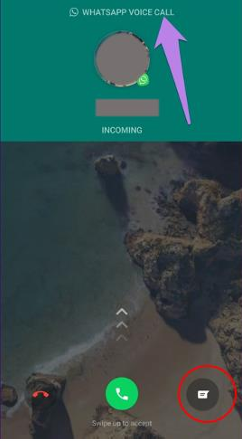 WHATSAPP VOICE CALL
INCOMING
Swipe up to accept